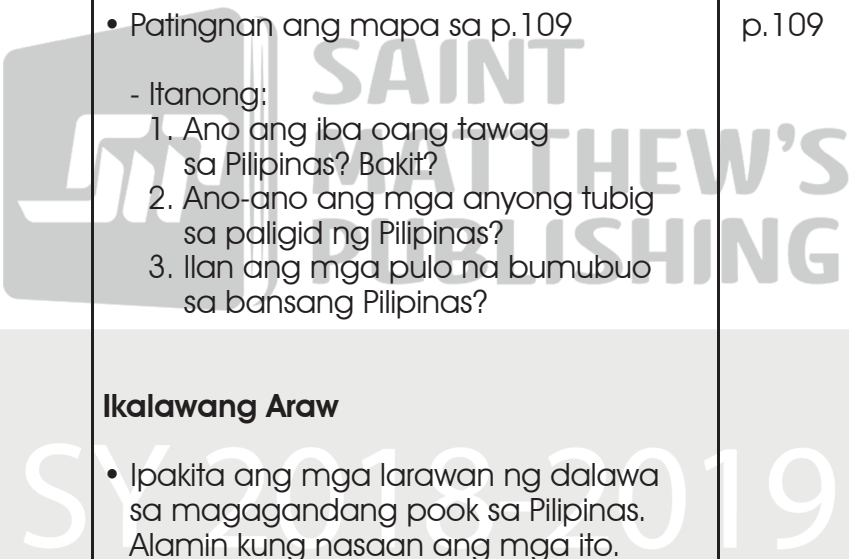 • Patingnan ang mapa sa p.109
p.109
- Itanong:
1. Ano ang iba oang tawag
sa Pilipinas? Bakit?
2. Ano-ano ang mga anyong tubig
sa paligid ng Pilipinas?
3. Ilan ang mga pulo na bumubuo
sa bansang Pilipinas?
SAINT
MATTHEW'S
PUBLISHING
Ikalawang Araw
• Ipakita ang mga larawan ng dalawa
sa magagandang pook sa Pilipinas.
Alamin kung nasaan ang mga ito.
SY 2018-2019